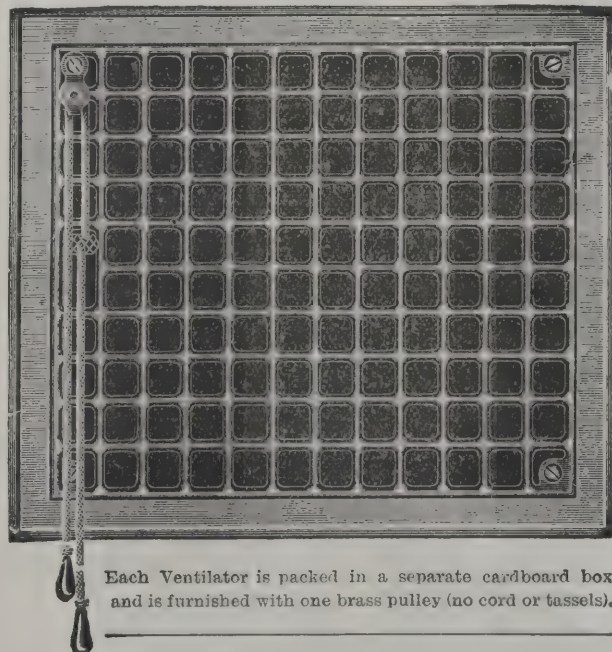 Each Ventilator is packed in a separate cardboard box
and is furnished with one brass pulley (no cord or tassels).